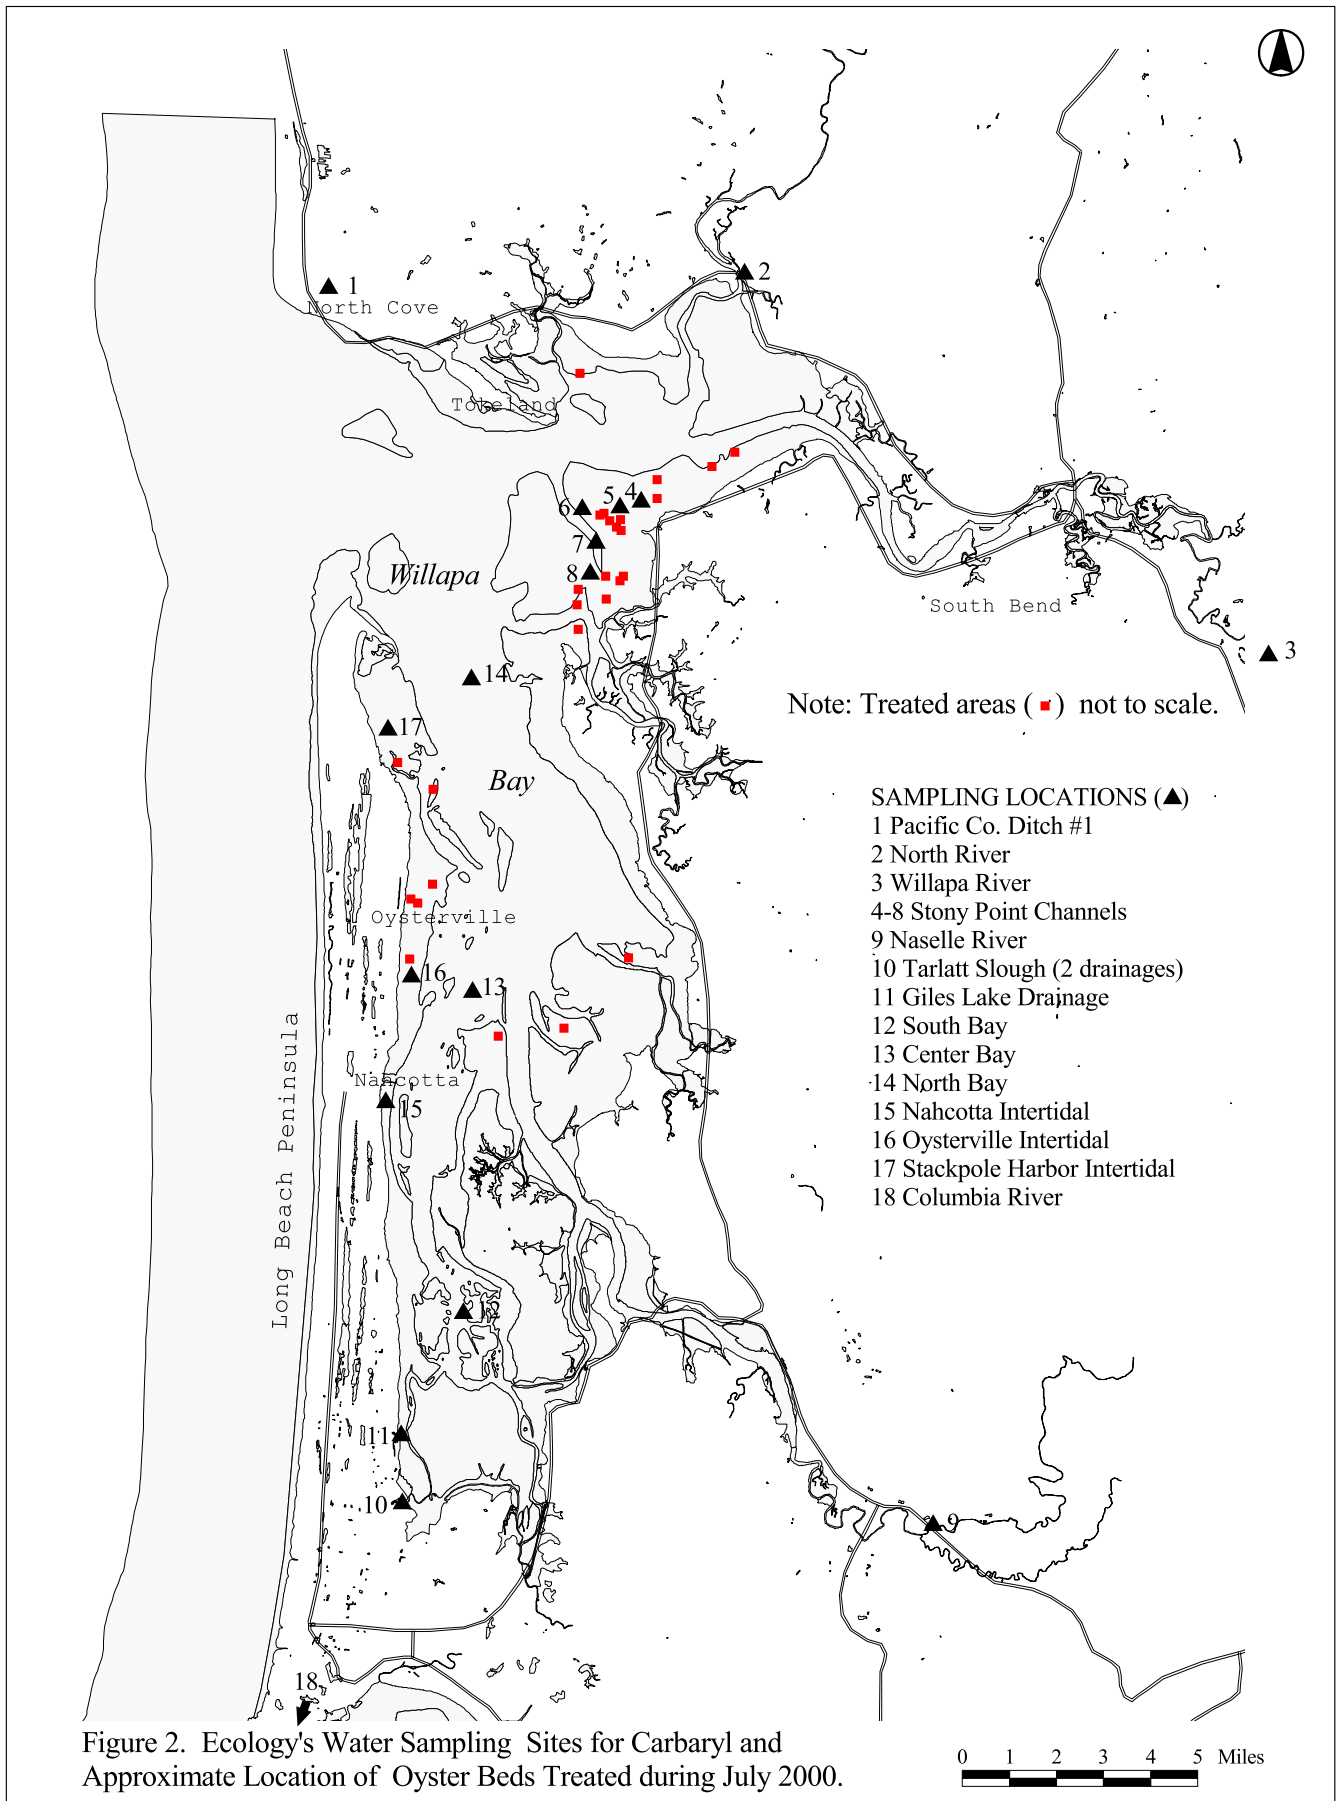 1
North Cove
2
Tokeland
5 4
6
7
8
Willapa
South Bend
3
14
Note: Treated areas ( ) not to scale.
17
Bay
SAMPLING LOCATIONS ( )
1 Pacific Co. Ditch #1
2 North River
3 Willapa River
4-8 Stony Point Channels
9 Naselle River
10 Tarlatt Slough (2 drainages)
11 Giles Lake Drainage
12 South Bay
13 Center Bay
14 North Bay
15 Nahcotta Intertidal
16 Oysterville Intertidal
17 Stackpole Harbor Intertidal
18 Columbia River
Oysterville
16
13
Long Beach Peninsula
Nahcotta
15
12
11
10
9
18
Figure 2. Ecology's Water Sampling Sites for Carbaryl and
Approximate Location of Oyster Beds Treated during July 2000.
0 1 2 3 4 5 Miles